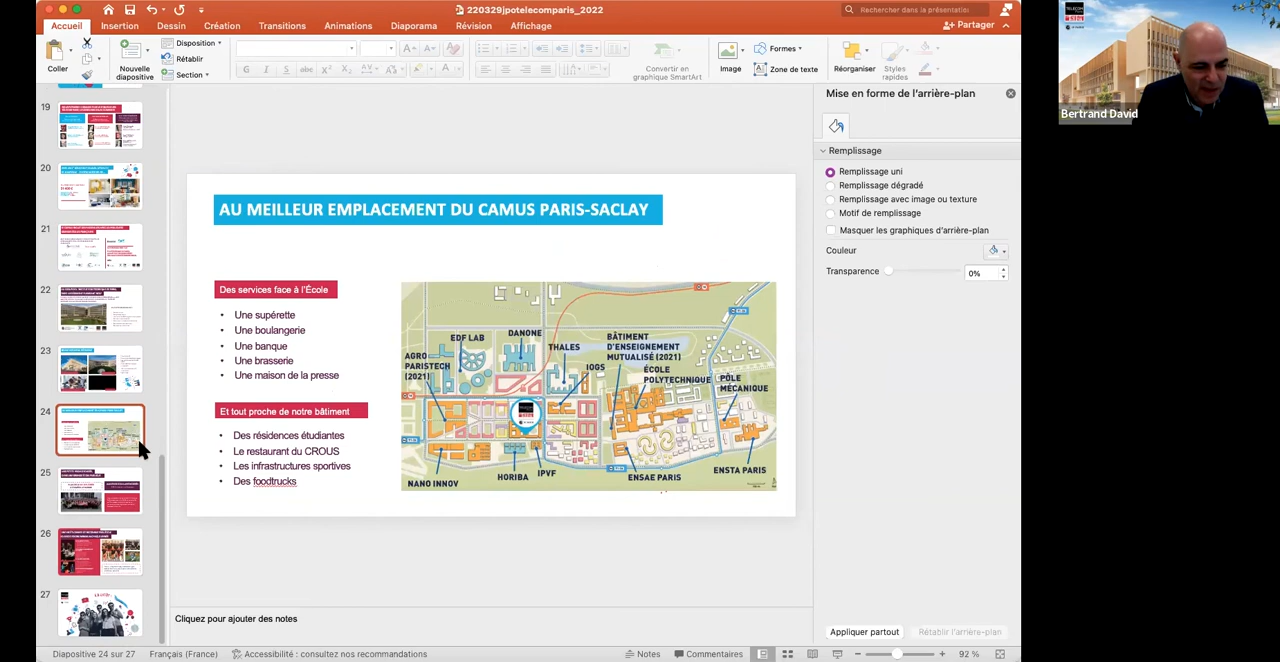 220329jpotelecomparis_2022
Rechercher dans la présentation
Accueil Insertion Dessin Création Transitions Animations Diaporama Révision Affichage
Partager
Coller
Nouvelle diapositive
Disposition
Rétablir
Section
G I S abc X² X₂
Convertir en graphique SmartArt
Image
Formes
Zone de texte
Réorganiser
Styles rapides
Mise en forme de l'arrière-plan
Remplissage
Remplissage uni
Remplissage dégradé
Remplissage avec image ou texture
Motif de remplissage
Masquer les graphiques d'arrière-plan
Couleur
Transparence 0%
Appliquer partout
Rétablir l'arrière-plan
19
20
21
22
23
24
25
26
27
AU MEILLEUR EMPLACEMENT DU CAMUS PARIS-SACLAY
Des services face à l'École
• Une supérette
• Une boulangerie
• Une banque
• Une brasserie
• Une maison de la presse
Et tout proche de notre bâtiment
• Des résidences étudiantes
• Le restaurant du CROUS
• Les infrastructures sportives
• Des foodtrucks
AGRO PARISTECH (2021)
EDF LAB
DANONE
THALES
IOGS
BÂTIMENT D'ENSEIGNEMENT MUTUALISÉ (2021)
ÉCOLE POLYTECHNIQUE
PÔLE MÉCANIQUE
NANO INNOV
HORIBA
IPVF
ENSAE PARIS
ENSTA PARIS
Cliquez pour ajouter des notes
Diapositive 24 sur 27
Français (France)
Accessibilité : consultez nos recommandations
Notes
Commentaires
92 %
TELECOM
Bertrand David